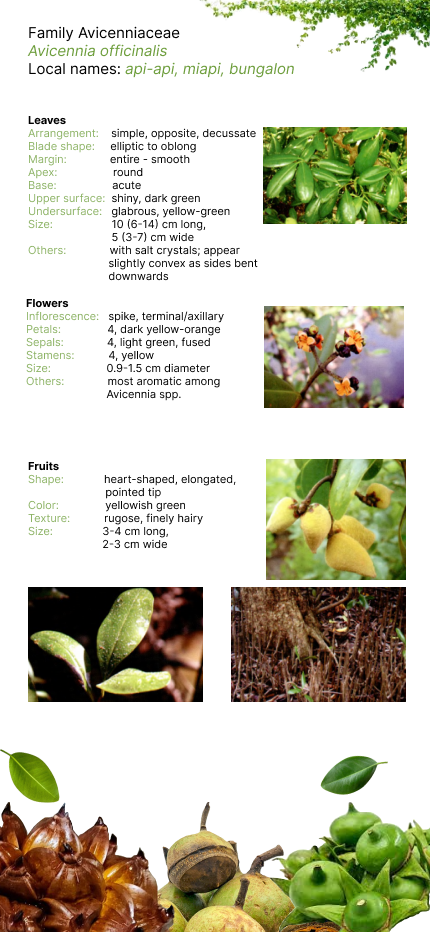 Family Avicenniaceae
Avicennia officinalis
Local names: api-api, miapi, bungalon
Leaves
Arrangement: simple, opposite, decussate
Blade shape: elliptic to oblong
Margin: entire - smooth
Apex: round
Base: acute
Upper surface: shiny, dark green
Undersurface: glabrous, yellow-green
Size: 10 (6-14) cm long,
5 (3-7) cm wide
Others: with salt crystals; appear
slightly convex as sides bent
downwards
Flowers
Inflorescence: spike, terminal/axillary
Petals: 4, dark yellow-orange
Sepals: 4, light green, fused
Stamens: 4, yellow
Size: 0.9-1.5 cm diameter
Others: most aromatic among
Avicennia spp.
Fruits
Shape: heart-shaped, elongated,
pointed tip
Color: yellowish green
Texture: rugose, finely hairy
Size: 3-4 cm long,
2-3 cm wide